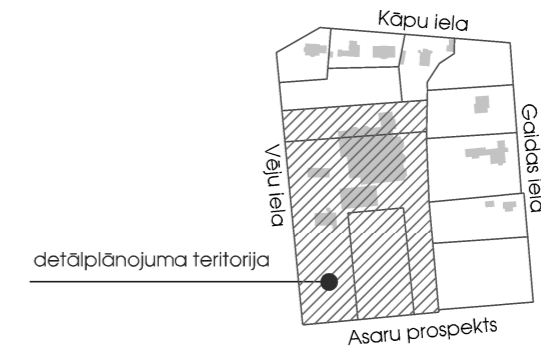 Kāpu iela
Gaidas iela
Vēju iela
detālplānojuma teritorija
Asaru prospekts